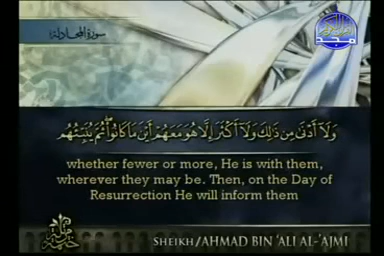 سورة المجادلة
وَلَآ أَدْنَىٰ مِن ذَٰلِكَ وَلَآ أَكْثَرَ إِلَّا هُوَ مَعَهُمْ أَيْنَ مَا كَانُوا۟ ۖ ثُمَّ يُنَبِّئُهُم
whether fewer or more, He is with them,
wherever they may be. Then, on the Day of
Resurrection He will inform them
SHEIKH/AHMAD BIN 'ALI AL-'AJMI